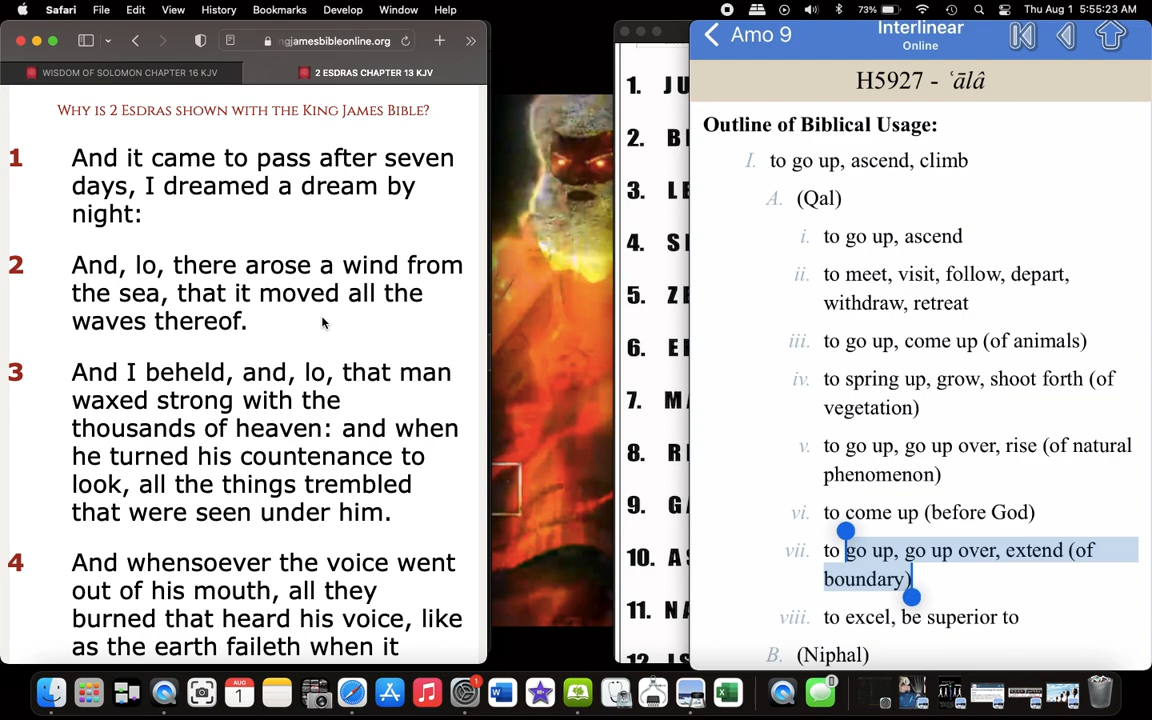 Safari File Edit View History Bookmarks Develop Window Help
73% Thu Aug 1 5:55:23 AM
ngjamesbibleonline.org
WISDOM OF SOLOMON CHAPTER 16 KJV
2 ESDRAS CHAPTER 13 KJV
Why is 2 Esdras shown with the King James Bible?
1 And it came to pass after seven
days, I dreamed a dream by
night:
2 And, lo, there arose a wind from
the sea, that it moved all the
waves thereof.
3 And I beheld, and, lo, that man
waxed strong with the
thousands of heaven: and when
he turned his countenance to
look, all the things trembled
that were seen under him.
4 And whensoever the voice went
out of his mouth, all they
burned that heard his voice, like
as the earth faileth when it
1. JU
2. B
3. LE
4. S
5. ZE
6. E
7. M
8. R
9. G
10. A
11. N
12. IS
Amo 9
Interlinear
Online
H5927 - ʿālâ
Outline of Biblical Usage:
I. to go up, ascend, climb
A. (Qal)
i. to go up, ascend
ii. to meet, visit, follow, depart,
withdraw, retreat
iii. to go up, come up (of animals)
iv. to spring up, grow, shoot forth (of
vegetation)
v. to go up, go up over, rise (of natural
phenomenon)
vi. to come up (before God)
vii. to go up, go up over, extend (of
boundary)
viii. to excel, be superior to
B. (Niphal)
AUG
1
1